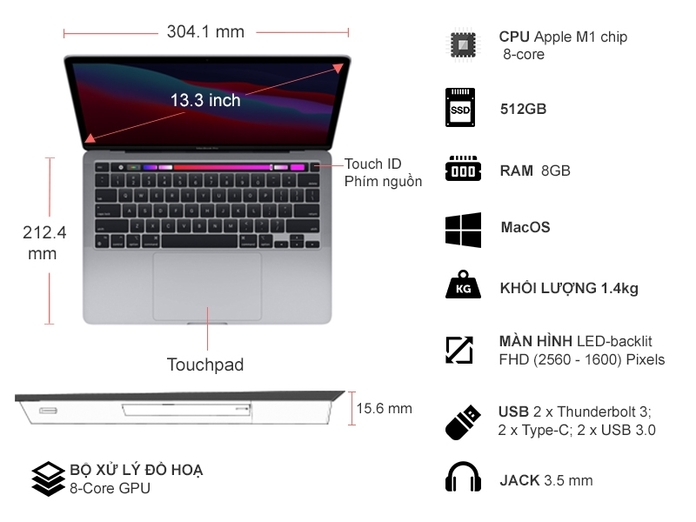 304.1 mm
13.3 inch
Touch ID
Phím nguồn
212.4
mm
Touchpad
15.6 mm
BỘ XỬ LÝ ĐỒ HOẠ
8-Core GPU
CPU Apple M1 chip
8-core
SSD
512GB
RAM 8GB
MacOS
KG
KHỐI LƯỢNG 1.4kg
MÀN HÌNH LED-backlit
FHD (2560 - 1600) Pixels
USB 2 x Thunderbolt 3;
2 x Type-C; 2 x USB 3.0
JACK 3.5 mm